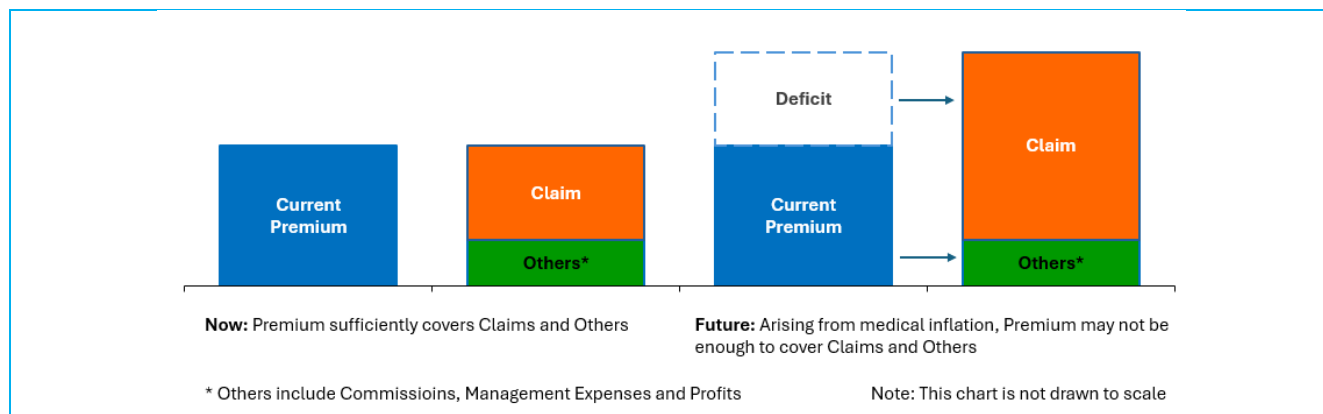 Deficit
Claim
Current
Premium
Claim
Current
Premium
Others*
Others*
Now: Premium sufficiently covers Claims and Others
Future: Arising from medical inflation, Premium may not be
enough to cover Claims and Others
* Others include Commissioins, Management Expenses and Profits
Note: This chart is not drawn to scale